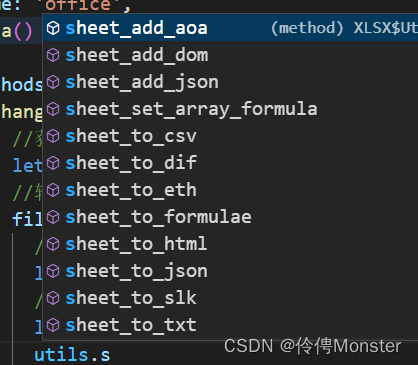 : 'office',
a()
sheet_add_aoa (method) XLSX$Ut
sheet_add_dom
hods
sheet_add_json
hang
sheet_set_array_formula
//
sheet_to_csv
let
sheet_to_dif
//
sheet_to_eth
fil
sheet_to_formulae
/
sheet_to_html
l
sheet_to_json
/
sheet_to_slk
l
sheet_to_txt
utils.s
CSDN @伶俜Monster